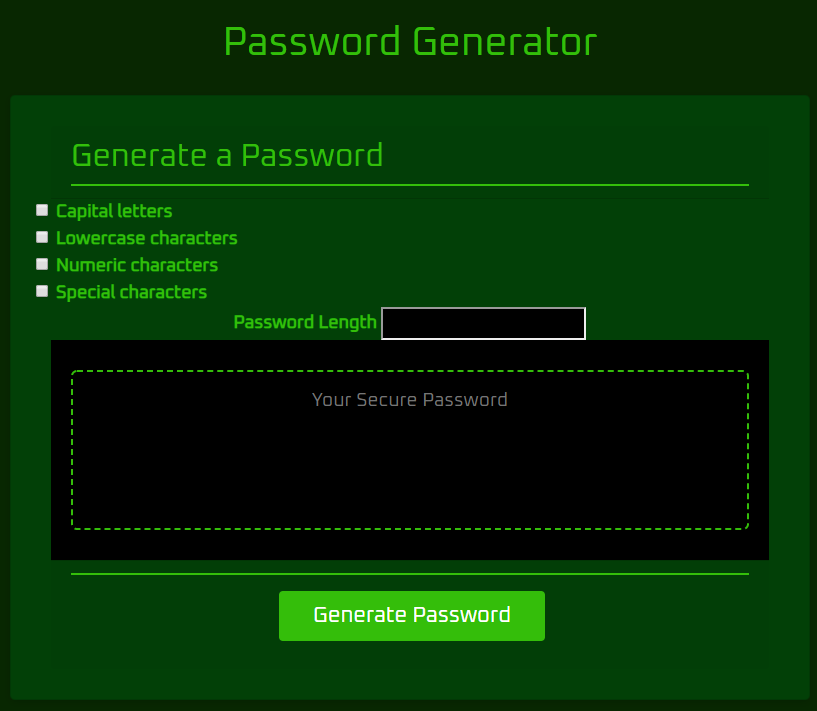 Password Generator
Generate a Password
Capital letters
Lowercase characters
Numeric characters
Special characters
Password Length
Your Secure Password
Generate Password